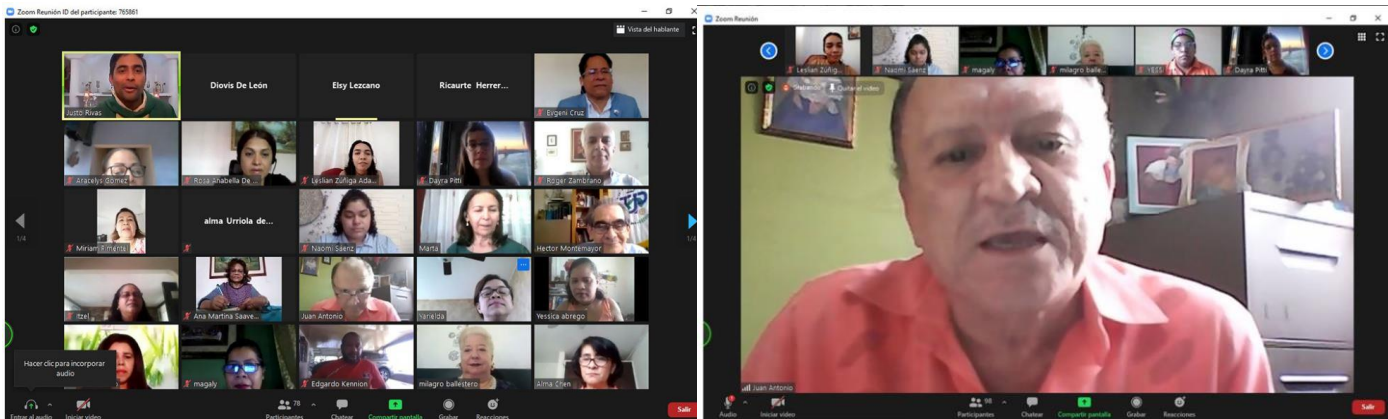 Zoom Reunión ID del participante: 765861
Vista del hablante
Justo Rivas
Diovis De León
Elsy Lezcano
Ricaurte Herrer...
Evgeni Cruz
Aracelys Gómez
Rosa Anabella De ...
Leslian Zúñiga Ada...
Dayra Pitti
Roger Zambrano
Miriam Pimentel
alma Urriola de...
Naomi Saenz
Marta
Hector Montemayor
1/4
1/4
Itzel
Ana Martina Saave...
Juan Antonio
Yarielda
Yessica abrego
Hacer clic para incorporar
audio
magaly
Edgardo Kennion
milagro ballestero
Alma Chen
78
Entrar al audio
Iniciar video
Participantes
Chatear
Compartir pantalla
Grabar
Reacciones
Salir
Zoom Reunión
Leslian Zúñig...
Naomi Saenz
magaly
milagro balle...
Dayra Pitti
Grabando
Quitar el video
Juan Antonio
98
Audio
Iniciar video
Participantes
Chatear
Compartir pantalla
Grabar
Reacciones
Salir